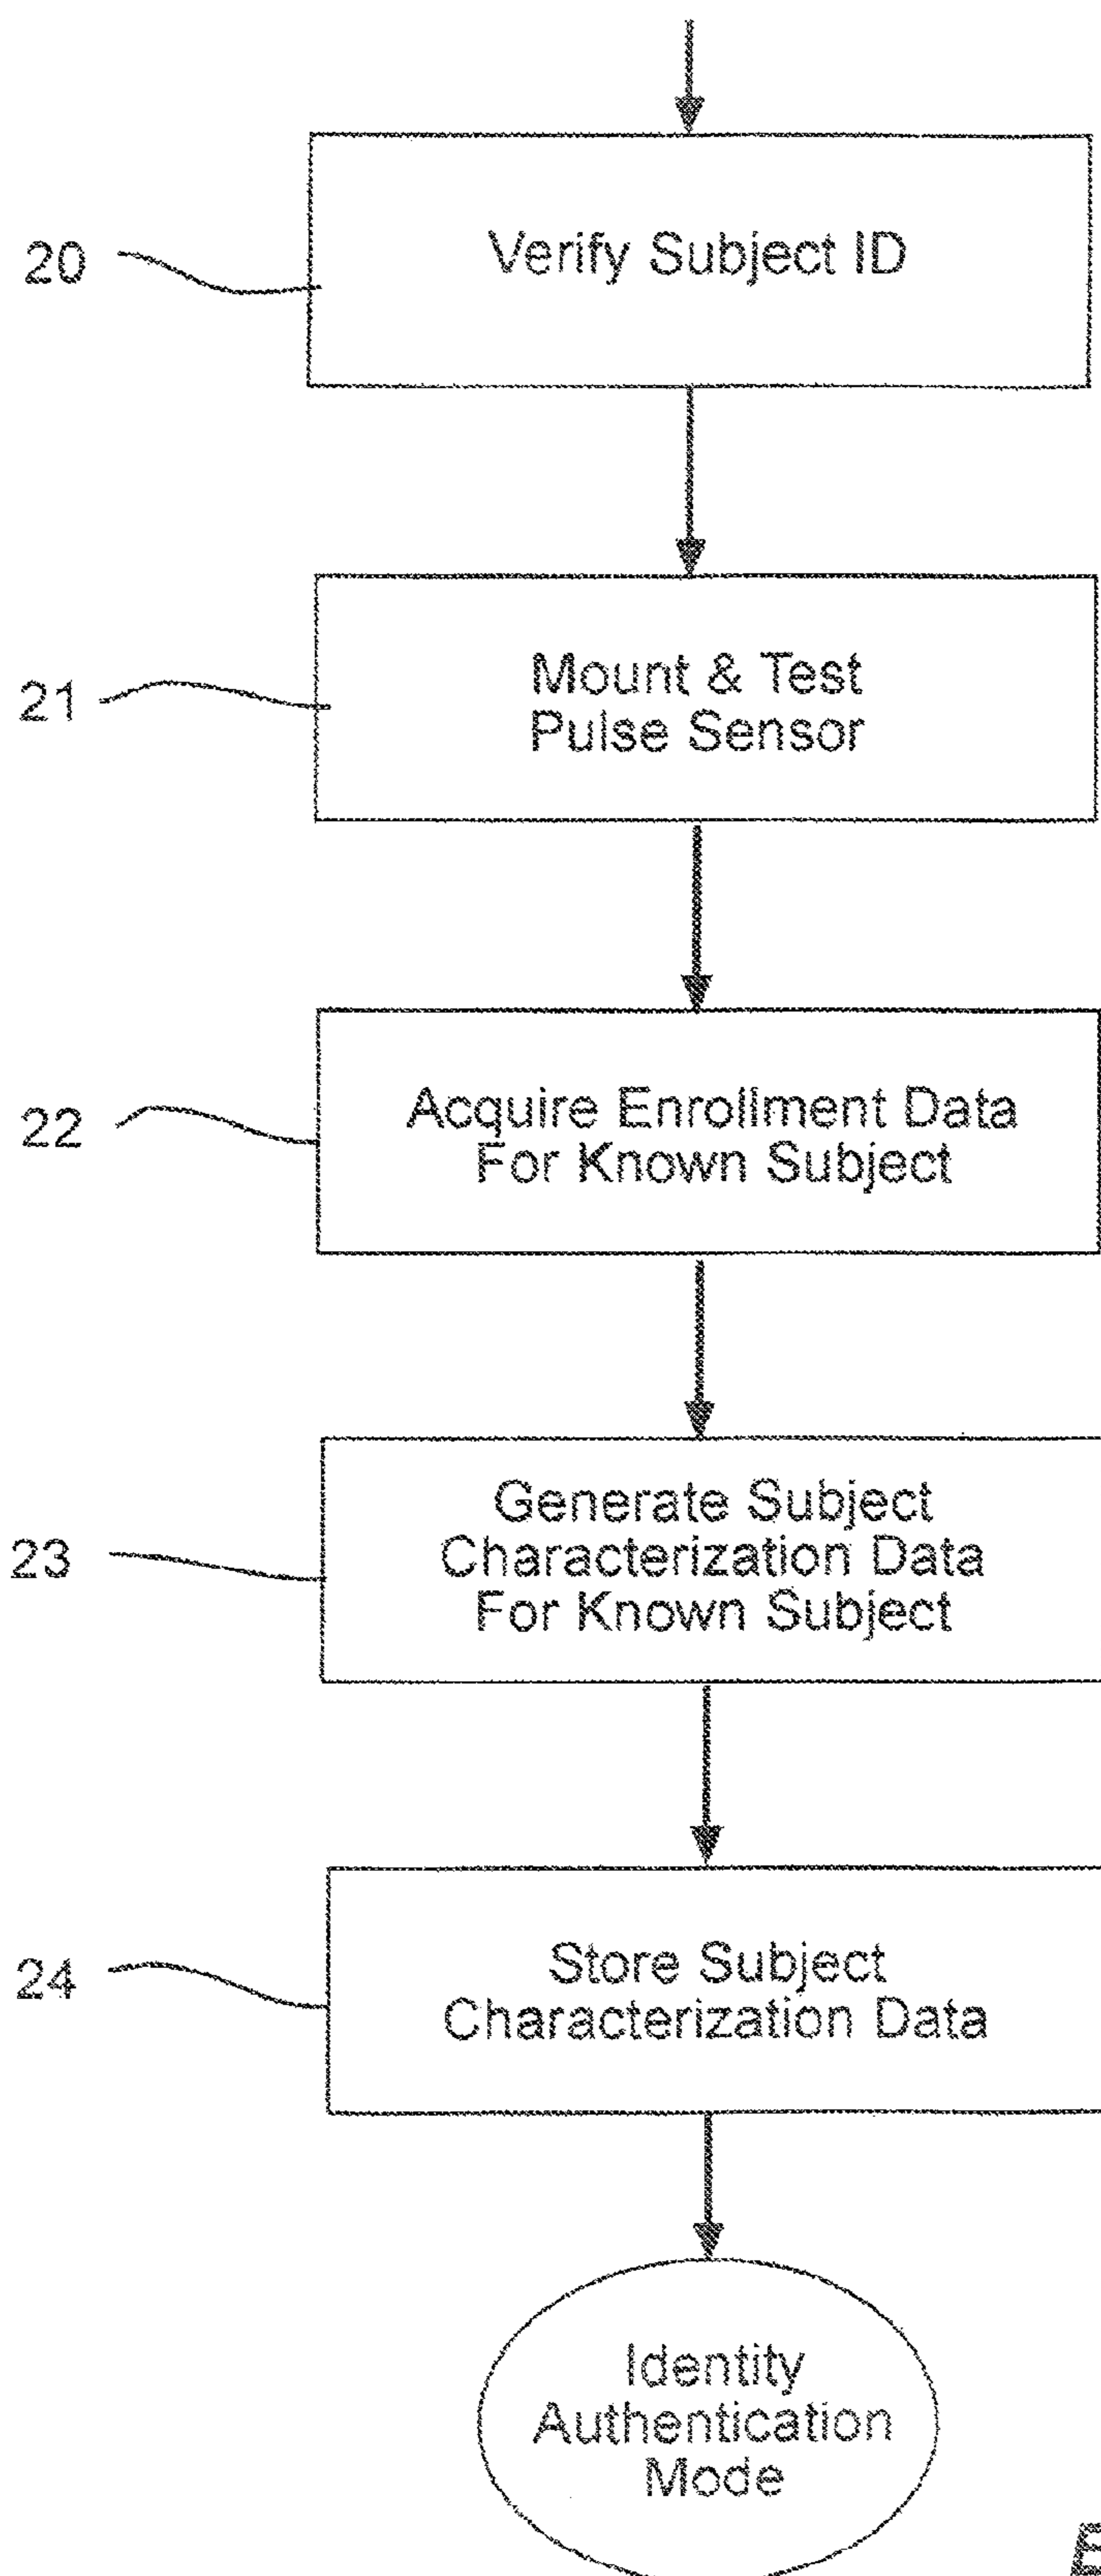 20
Verify Subject ID
21
Mount & Test
Pulse Sensor
22
Acquire Enrollment Data
For Known Subject
23
Generate Subject
Characterization Data
For Known Subject
24
Store Subject
Characterization Data
Identity
Authentication
Mode